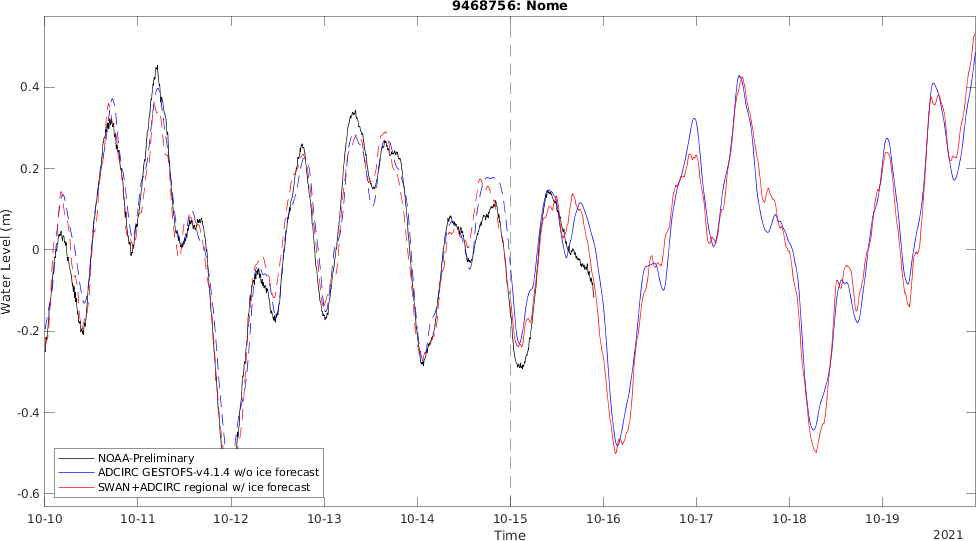 9468756: Nome
Water Level (m)
0.4
0.2
0
-0.2
-0.4
-0.6
NOAA-Preliminary
ADCIRC GESTOFS-v4.1.4 w/o ice forecast
SWAN+ADCIRC regional w/ ice forecast
10-10 10-11 10-12 10-13 10-14 10-15 10-16 10-17 10-18 10-19
Time
2021